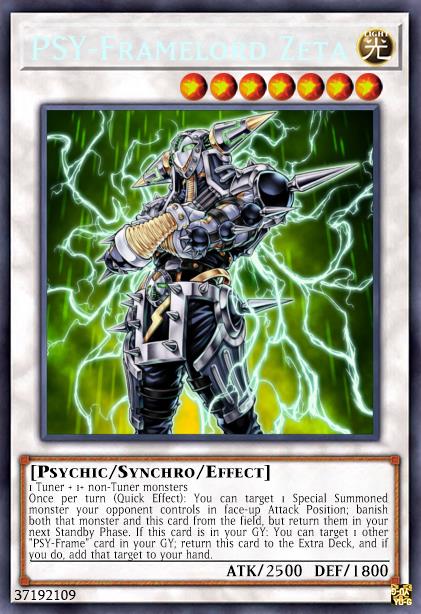 PSY-Framelord Zeta
LIGHT
光
[Psychic/Synchro/Effect]
1 Tuner + 1+ non-Tuner monsters
Once per turn (Quick Effect): You can target 1 Special Summoned
monster your opponent controls in face-up Attack Position; banish
both that monster and this card from the field, but return them in your
next Standby Phase. If this card is in your GY: You can target 1 other
"PSY-Frame" card in your GY; return this card to the Extra Deck, and if
you do, add that target to your hand.
ATK/2500 DEF/1800
37192109